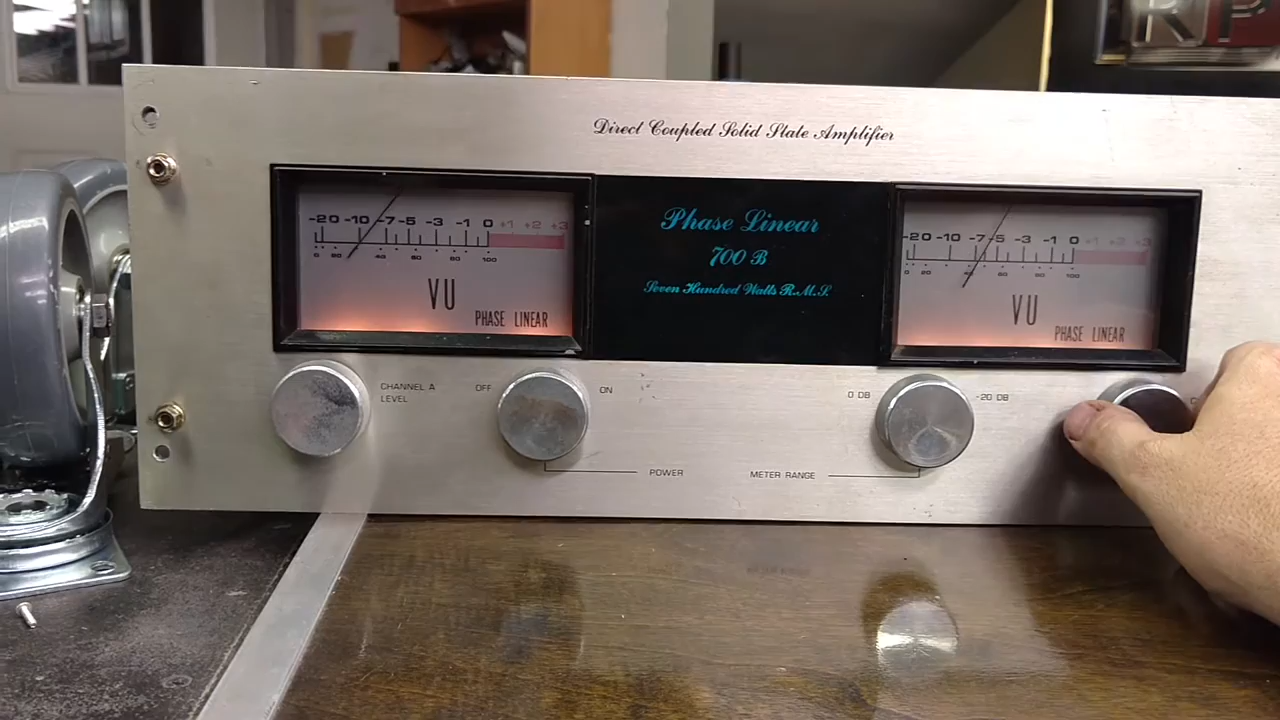 KP
Direct Coupled Solid State Amplifier
-20 -10 -7 -5 -3 -1 0 +1 +2 +3
0 20 40 60 80 100
VU
PHASE LINEAR
Phase Linear
700 B
Seven Hundred Watts R.M.S.
-20 -10 -7 -5 -3 -1 0 +1 +2 +3
0 20 40 60 80 100
VU
PHASE LINEAR
CHANNEL A
LEVEL
OFF
ON
POWER
0 DB
-20 DB
METER RANGE